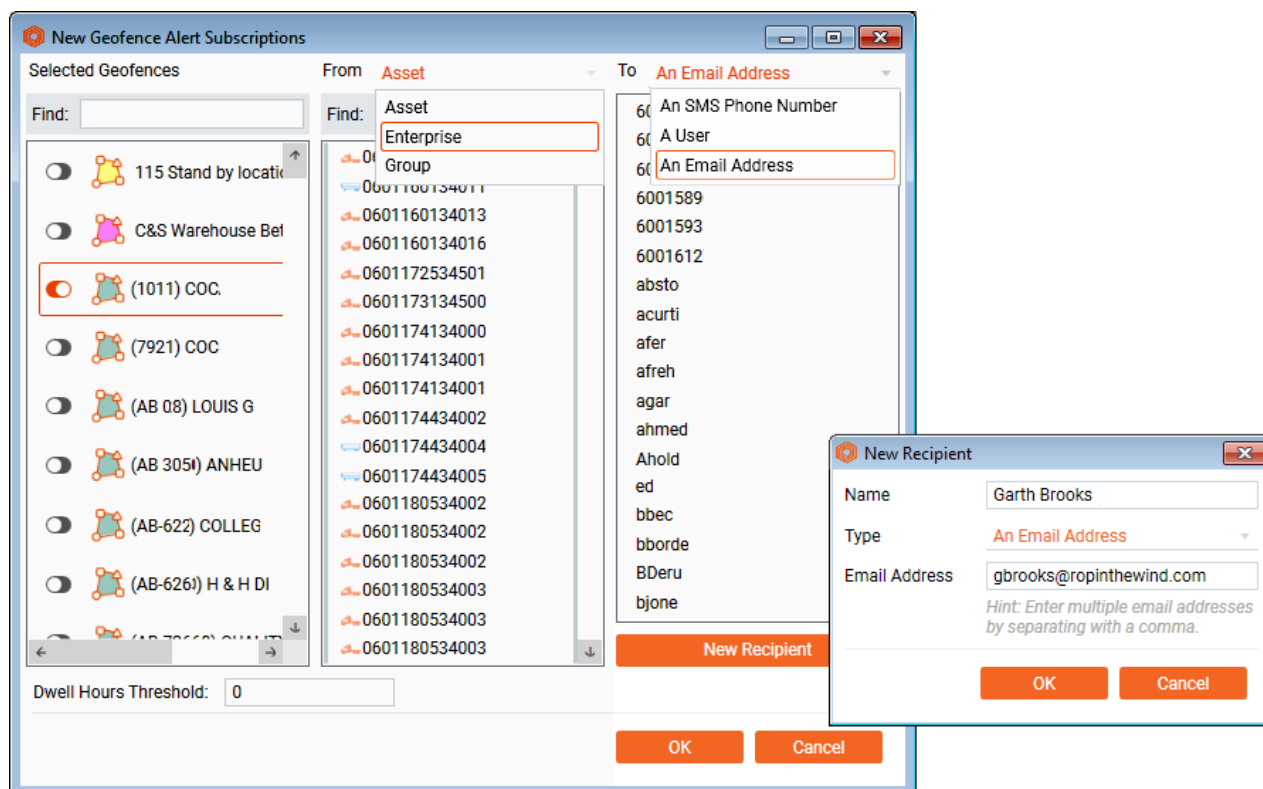 New Geofence Alert Subscriptions
Selected Geofences
Find:
115 Stand by locatic
C&S Warehouse Bet
(1011) COC
(7921) COC
(AB 08) LOUIS G
(AB 305) ANHEU
(AB-622) COLLEG
(AB-626) H & H DI
Dwell Hours Threshold: 0
From Asset
Find:
Asset
Enterprise
Group
0601160134011
0601160134013
0601160134016
0601172534501
0601173134500
0601174134000
0601174134001
0601174134001
0601174434002
0601174434004
0601174434005
0601180534002
0601180534002
0601180534002
0601180534003
0601180534003
0601180534003
0601180534003
To An Email Address
An SMS Phone Number
A User
An Email Address
6001589
6001593
6001612
absto
acurti
afer
afreh
agar
ahmed
Ahold
ed
bbec
bborde
BDeru
bjone
New Recipient
OK Cancel
New Recipient
Name Garth Brooks
Type An Email Address
Email Address gbrooks@ropinthewind.com
Hint: Enter multiple email addresses
by separating with a comma.
OK Cancel